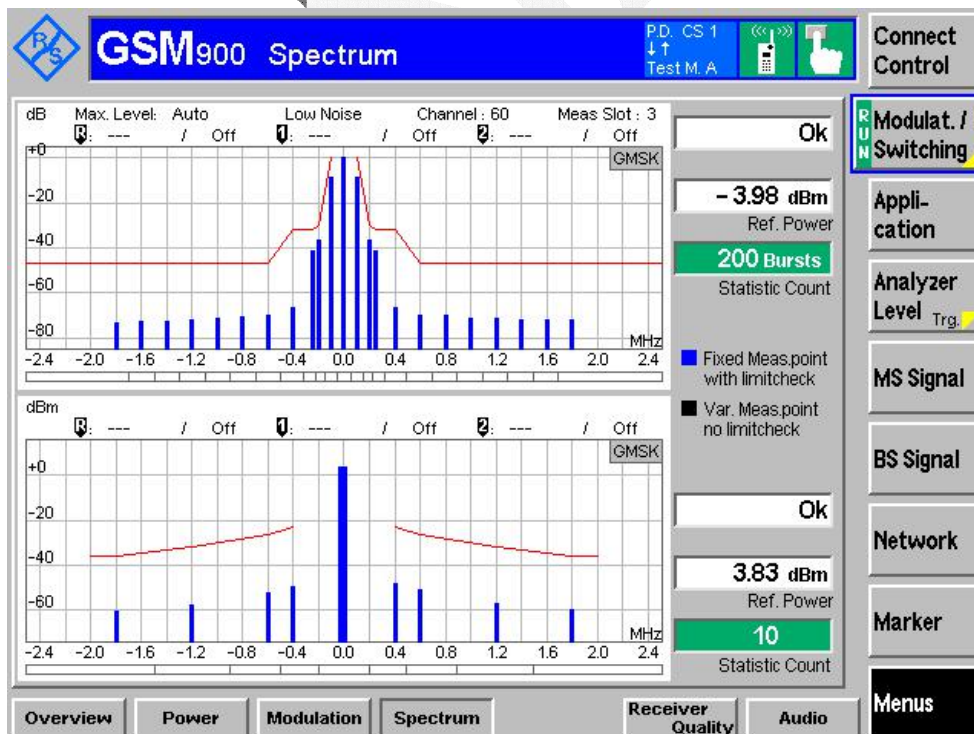 R/S
GSM900 Spectrum
P.D. CS 1
↓↑
Test M. A
Connect
Control
dB Max. Level: Auto Low Noise Channel : 60 Meas Slot : 3
R: --- / Off 1: --- / Off 2: --- / Off
GMSK
+0
-20
-40
-60
-80
MHz
-2.4 -2.0 -1.6 -1.2 -0.8 -0.4 0.0 0.4 0.8 1.2 1.6 2.0 2.4
Ok
- 3.98 dBm
Ref. Power
200 Bursts
Statistic Count
Fixed Meas.point
with limitcheck
Var. Meas.point
no limitcheck
dBm
R: --- / Off 1: --- / Off 2: --- / Off
GMSK
+0
-20
-40
-60
MHz
-2.4 -2.0 -1.6 -1.2 -0.8 -0.4 0.0 0.4 0.8 1.2 1.6 2.0 2.4
Ok
3.83 dBm
Ref. Power
10
Statistic Count
RUN
Modulat. /
Switching
Appli-
cation
Analyzer
Level Trg.
MS Signal
BS Signal
Network
Marker
Menus
Overview
Power
Modulation
Spectrum
Receiver
Quality
Audio